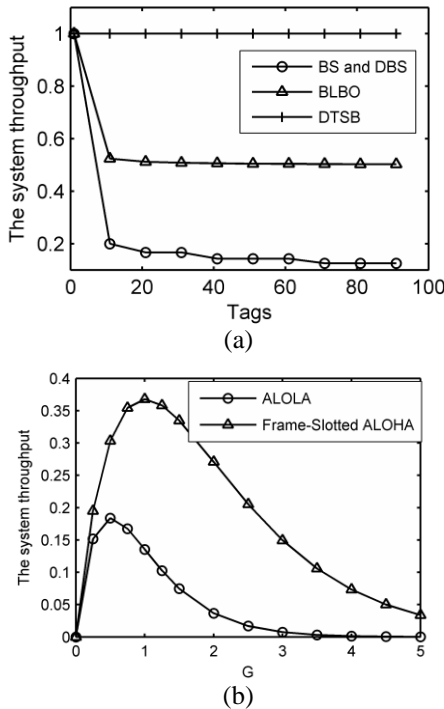 1
0.8
0.6
0.4
0.2
The system throughput
BS and DBS
BLBO
DTSB
0 20 40 60 80 100
Tags
(a)
0.4
0.35
0.3
0.25
0.2
0.15
0.1
0.05
0
The system throughput
ALOLA
Frame-Slotted ALOHA
0 1 2 3 4 5
G
(b)